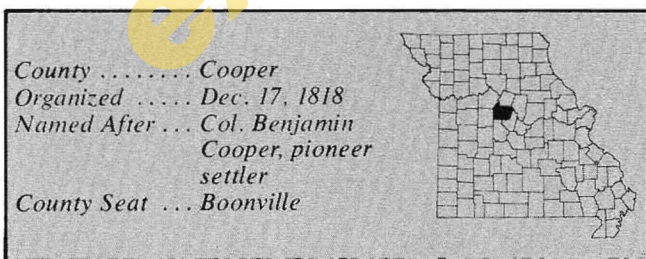 County ........ Cooper
Organized ..... Dec. 17, 1818
Named After ... Col. Benjamin
Cooper, pioneer
settler
County Seat ... Boonville